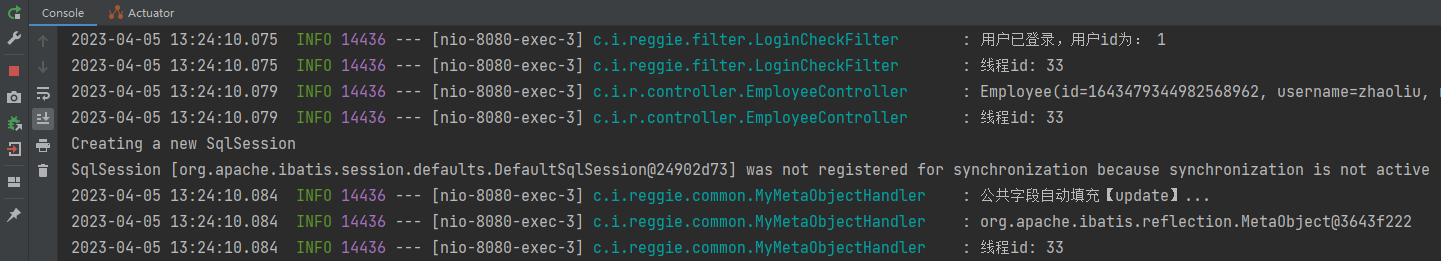 Console Actuator
2023-04-05 13:24:10.075 INFO 14436 --- [nio-8080-exec-3] c.i.reggie.filter.LoginCheckFilter : 用户已登录,用户id为: 1
2023-04-05 13:24:10.075 INFO 14436 --- [nio-8080-exec-3] c.i.reggie.filter.LoginCheckFilter : 线程id: 33
2023-04-05 13:24:10.079 INFO 14436 --- [nio-8080-exec-3] c.i.r.controller.EmployeeController : Employee(id=1643479344982568962, username=zhaoliu,
2023-04-05 13:24:10.079 INFO 14436 --- [nio-8080-exec-3] c.i.r.controller.EmployeeController : 线程id: 33
Creating a new SqlSession
SqlSession [org.apache.ibatis.session.defaults.DefaultSqlSession@24902d73] was not registered for synchronization because synchronization is not active
2023-04-05 13:24:10.084 INFO 14436 --- [nio-8080-exec-3] c.i.reggie.common.MyMetaObjectHandler : 公共字段自动填充【update】...
2023-04-05 13:24:10.084 INFO 14436 --- [nio-8080-exec-3] c.i.reggie.common.MyMetaObjectHandler : org.apache.ibatis.reflection.MetaObject@3643f222
2023-04-05 13:24:10.084 INFO 14436 --- [nio-8080-exec-3] c.i.reggie.common.MyMetaObjectHandler : 线程id: 33